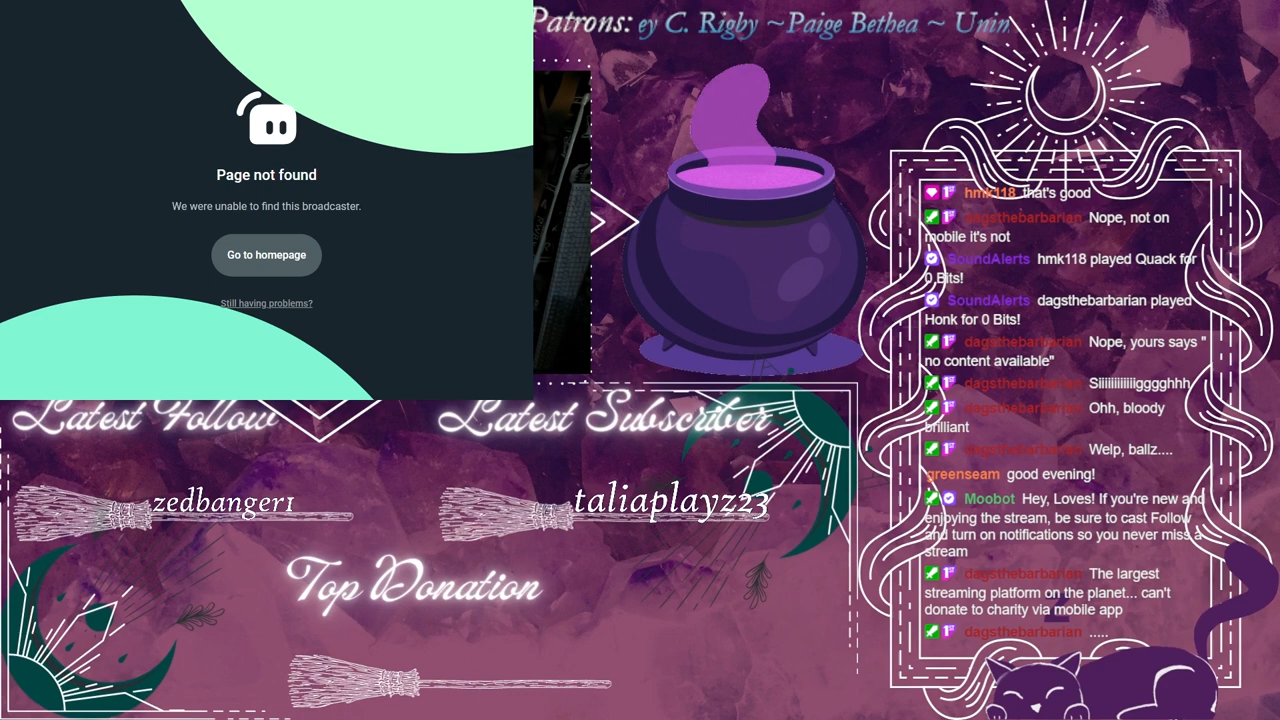 Patrons: ey C. Rigby ~Paige Bethea ~ Unin
Page not found
We were unable to find this broadcaster.
Go to homepage
Still having problems?
Latest Follow
Latest Subscriber
zedbanger1
taliaplayz23
Top Donation
hmk118 that's good
dagsthebarbarian Nope, not on
mobile it's not
SoundAlerts hmk118 played Quack for
0 Bits!
SoundAlerts dagsthebarbarian played
Honk for 0 Bits!
dagsthebarbarian Nope, yours says "
no content available"
dagsthebarbarian Siiiiiiiiiiiigggghhh
dagsthebarbarian Ohh, bloody
brilliant
dagsthebarbarian Welp, ballz....
greenseam good evening!
Moobot Hey, Loves! If you're new and
enjoying the stream, be sure to cast Follow
and turn on notifications so you never miss a
stream
dagsthebarbarian The largest
streaming platform on the planet... can't
donate to charity via mobile app
dagsthebarbarian .....